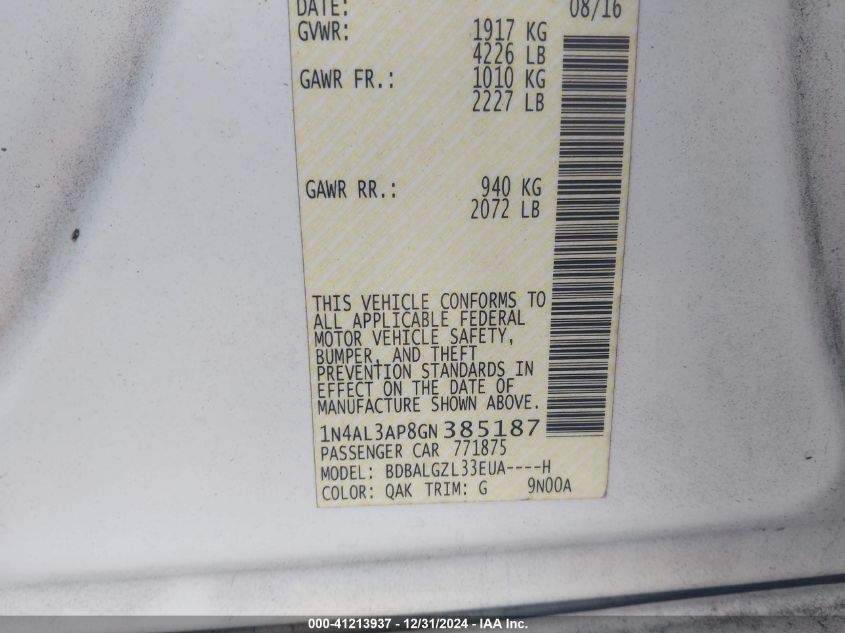 DATE: 08/16
GVWR: 1917 KG
4226 LB
GAWR FR.: 1010 KG
2227 LB
GAWR RR.: 940 KG
2072 LB
THIS VEHICLE CONFORMS TO
ALL APPLICABLE FEDERAL
MOTOR VEHICLE SAFETY,
BUMPER, AND THEFT
PREVENTION STANDARDS IN
EFFECT ON THE DATE OF
MANUFACTURE SHOWN ABOVE.
1N4AL3AP8GN 385187
PASSENGER CAR 771875
MODEL: BDBALGZL33EUA----H
COLOR: QAK TRIM: G 9N00A
000-41213937 - 12/31/2024 - IAA Inc.